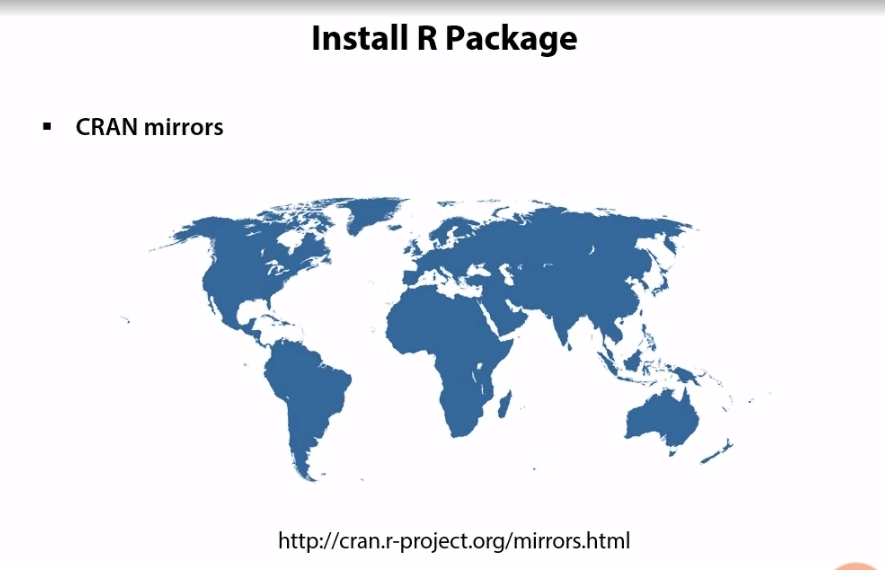 Install R Package
▪ CRAN mirrors
http://cran.r-project.org/mirrors.html